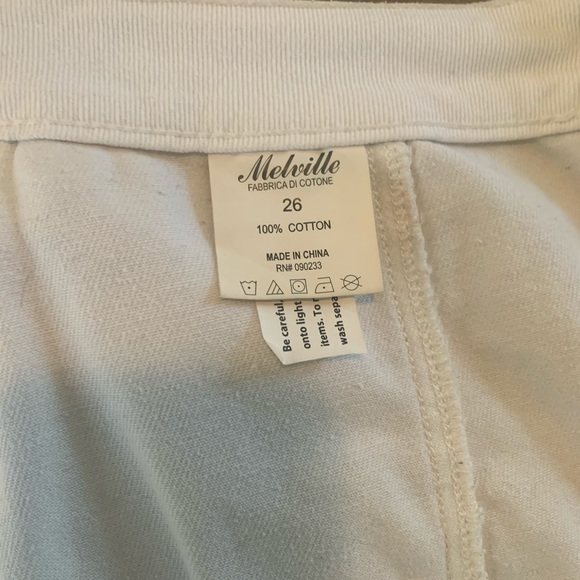 Melville
FABBRICA DI COTONE
26
100% COTTON
MADE IN CHINA
RN# 090233
Be careful,
onto light
items. To
wash sepa